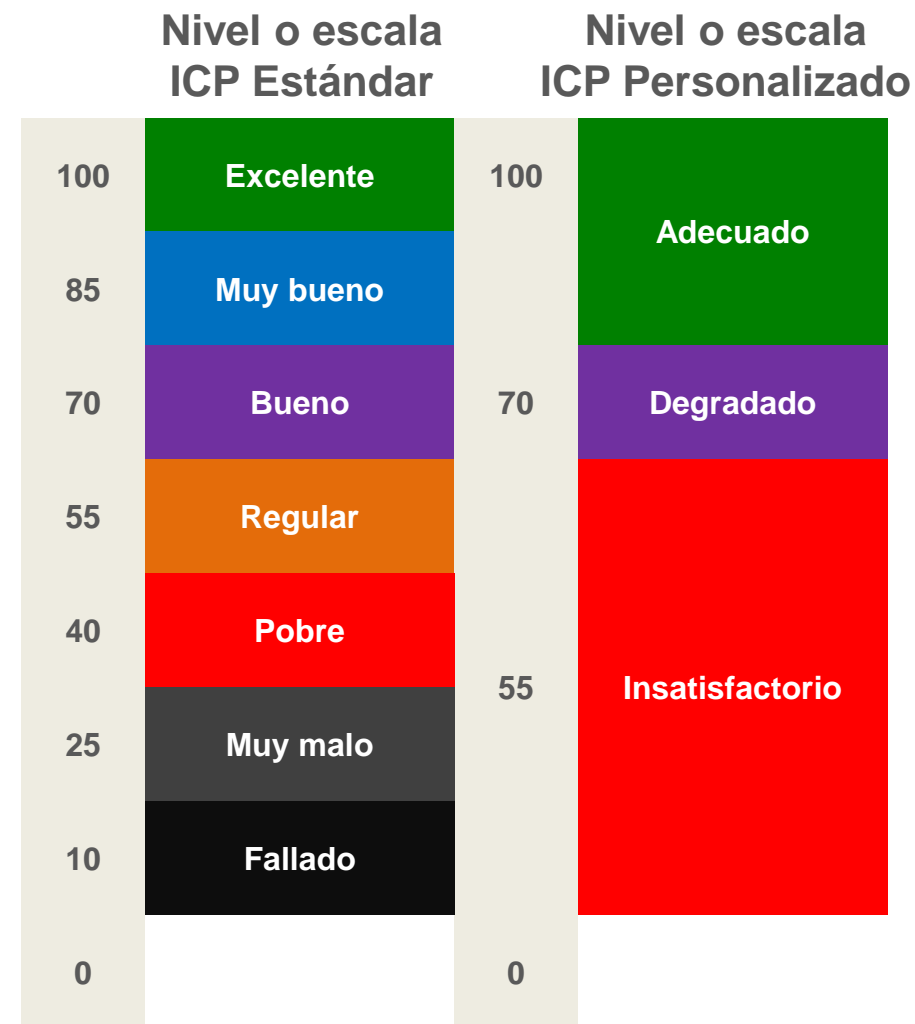 Nivel o escala
ICP Estándar
Nivel o escala
ICP Personalizado
100 Excelente 100
Adecuado
85 Muy bueno
70 Bueno 70 Degradado
55 Regular
40 Pobre
55 Insatisfactorio
25 Muy malo
10 Fallado
0 0